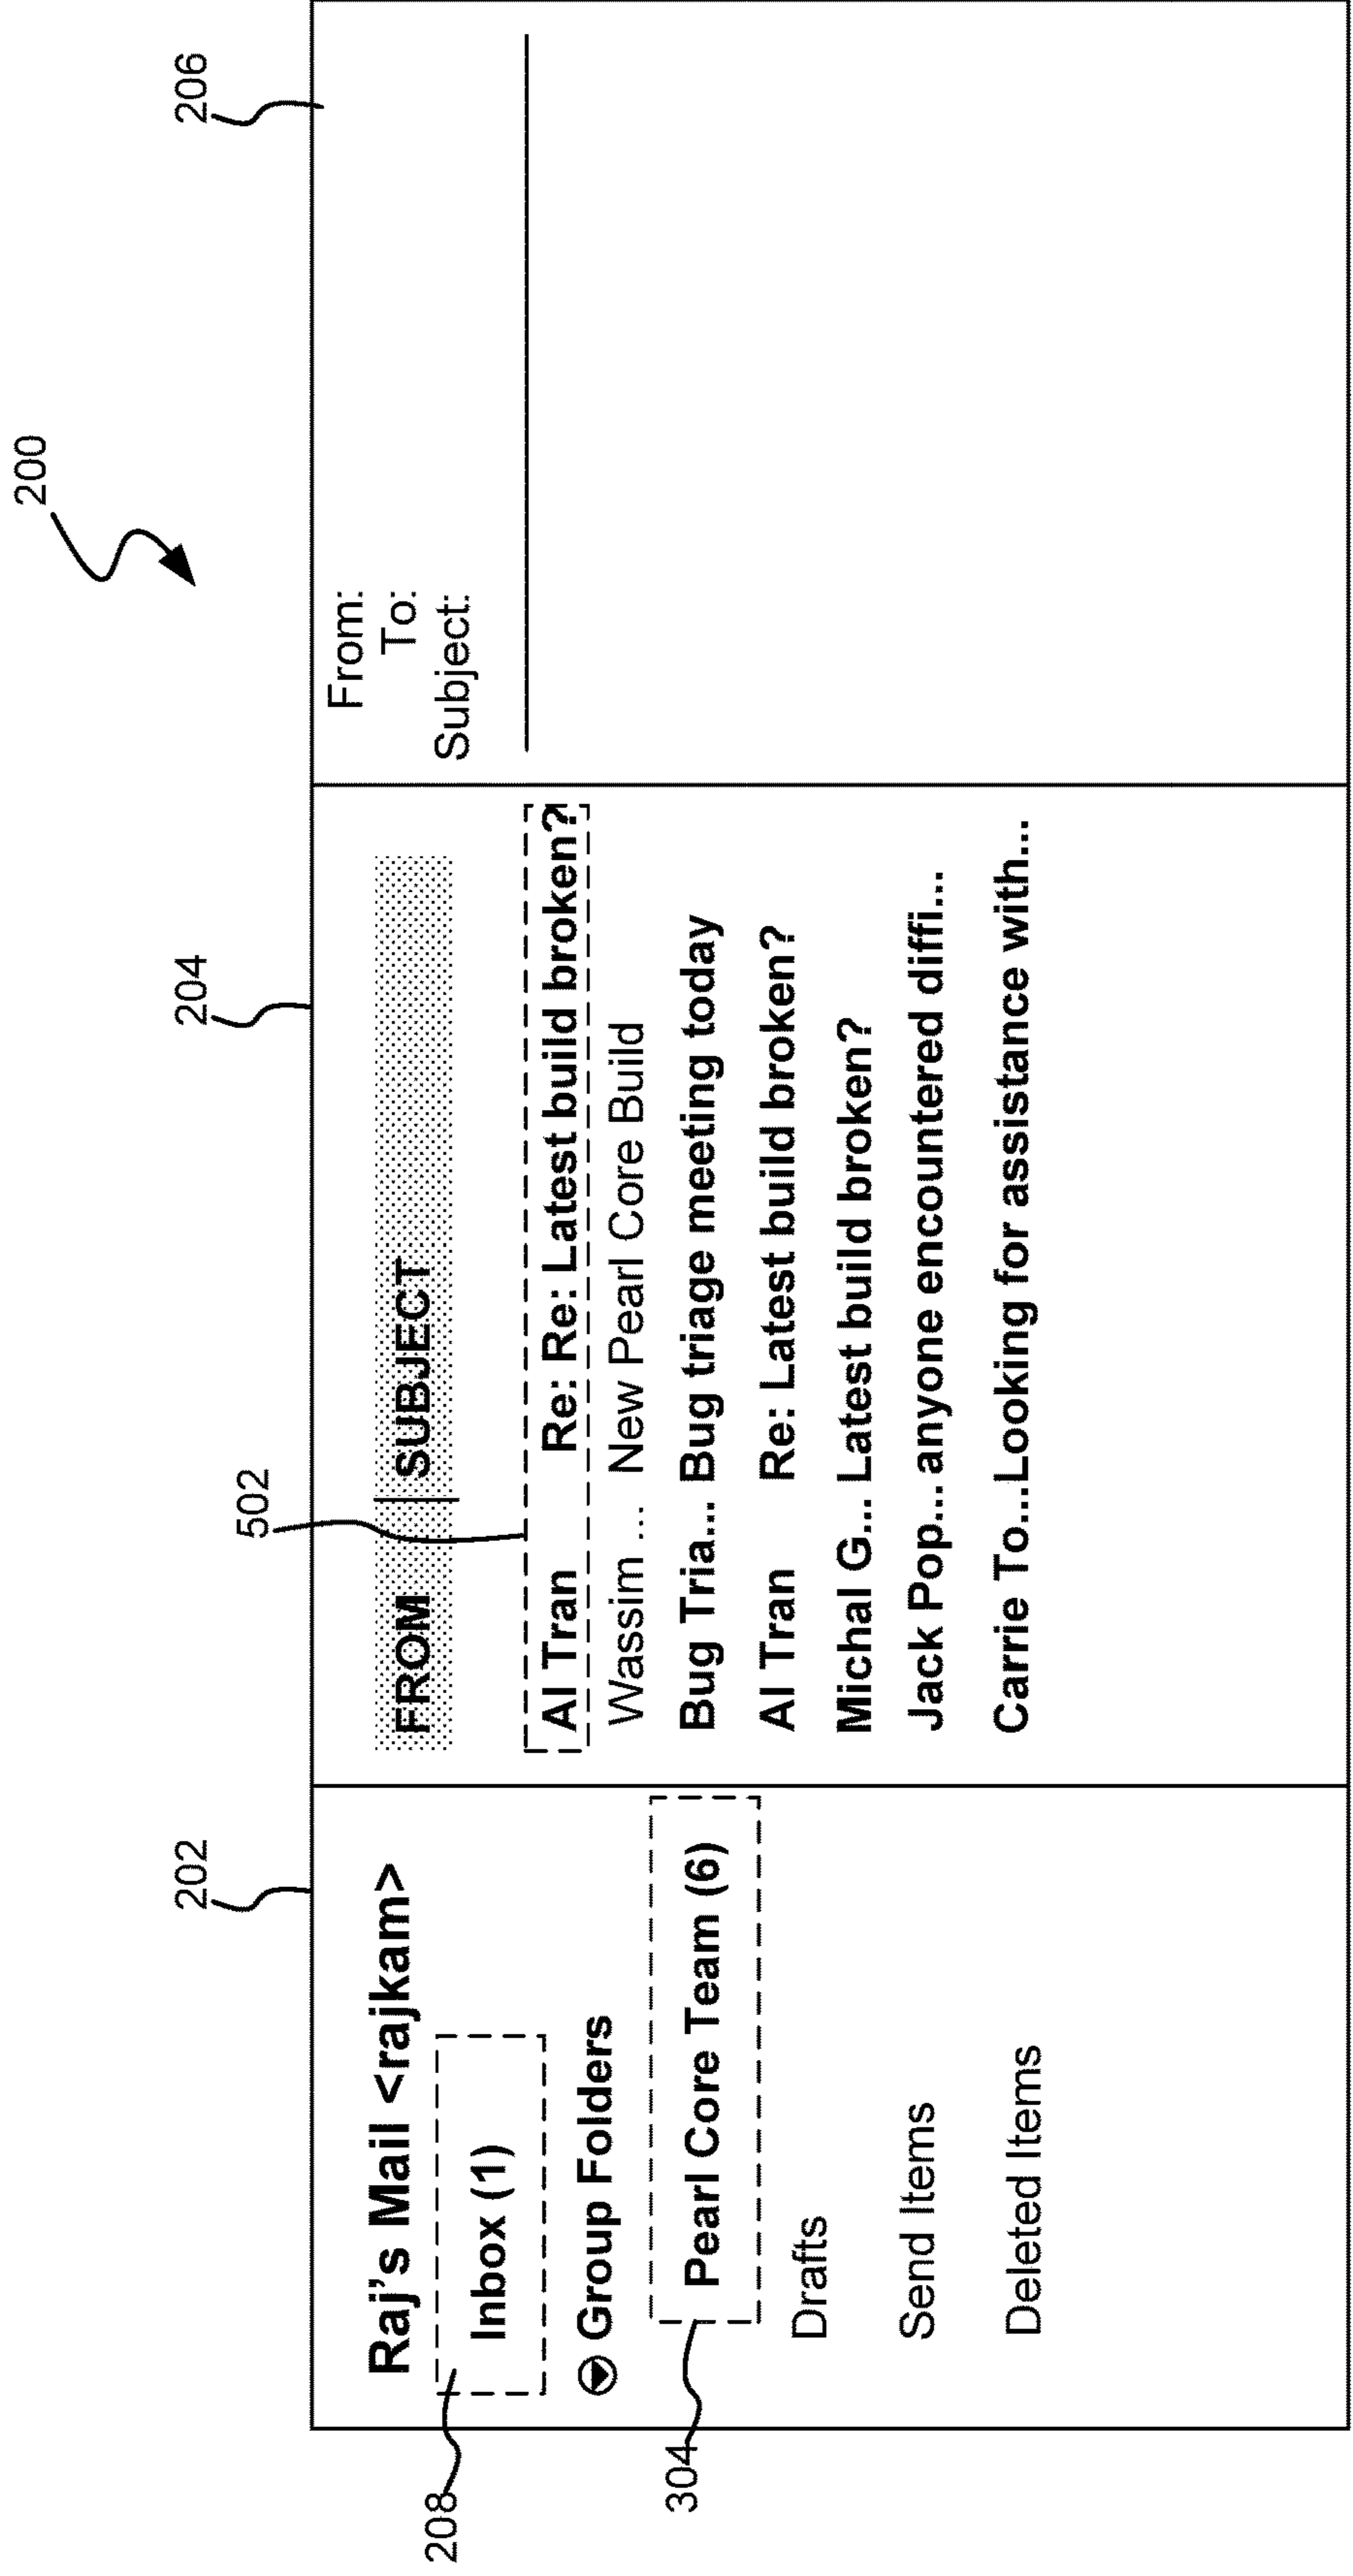 200
202
204
206
Raj's Mail <rajkam>
208
Inbox (1)
Group Folders
304
Pearl Core Team (6)
Drafts
Send Items
Deleted Items
502
FROM SUBJECT
Al Tran Re: Re: Latest build broken?
Wassim ... New Pearl Core Build
Bug Tria... Bug triage meeting today
Al Tran Re: Latest build broken?
Michal G... Latest build broken?
Jack Pop... anyone encountered diffi...
Carrie To...Looking for assistance with...
From:
To:
Subject: